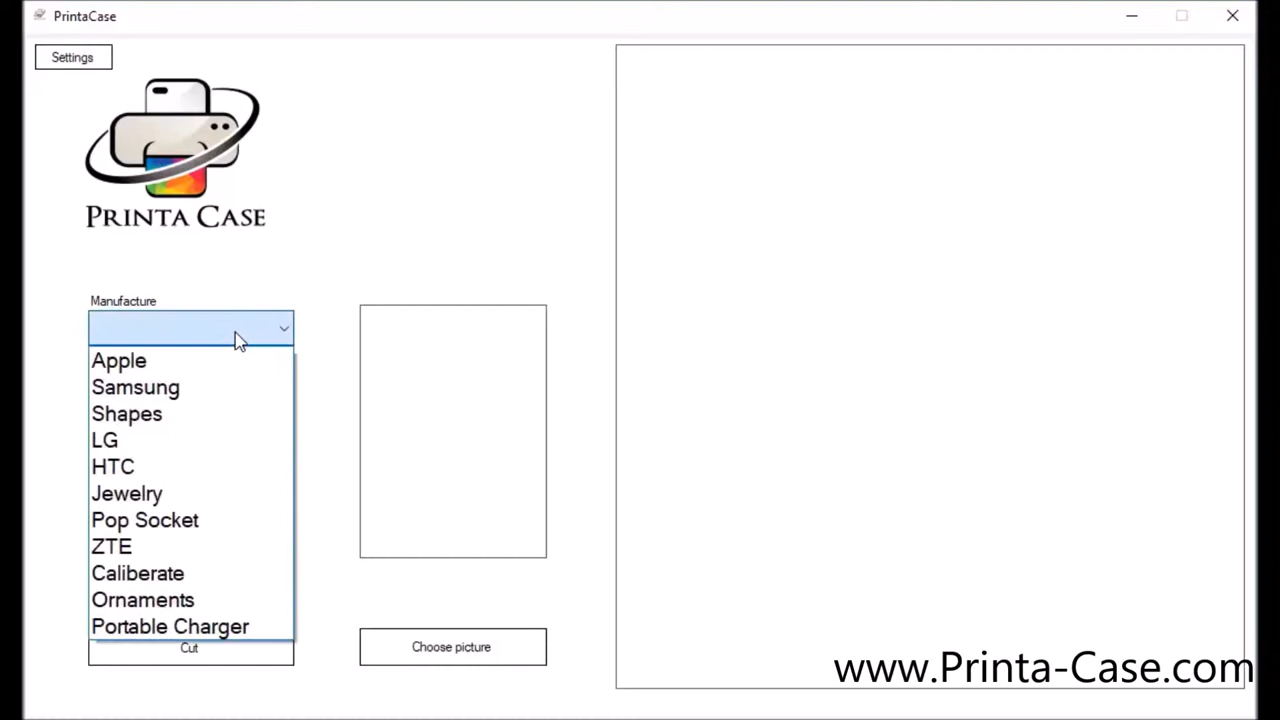 PrintaCase
Settings
PRINTA CASE
Manufacture
Apple
Samsung
Shapes
LG
HTC
Jewelry
Pop Socket
ZTE
Caliberate
Ornaments
Portable Charger
Cut
Choose picture
www.Printa-Case.com